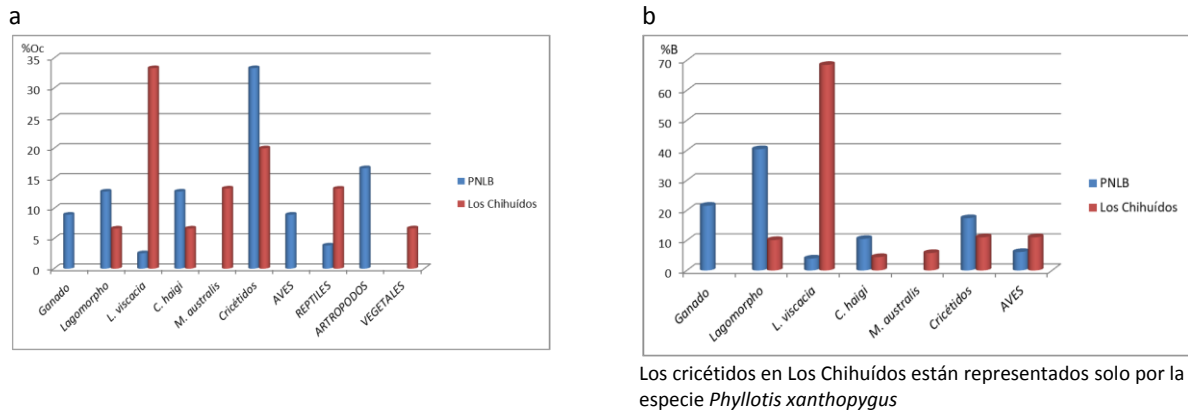 a
%Oc
35
30
25
20
15
10
5
0
Ganado
Lagomorpho
L. viscacia
C. haigi
M. australis
Cricétidos
AVES
REPTILES
ARTROPODOS
VEGETALES
PNLB
Los Chihuídos
b
%B
70
60
50
40
30
20
10
0
Ganado
Lagomorpho
L. viscacia
C. haigi
M. australis
Cricétidos
AVES
PNLB
Los Chihuídos
Los cricétidos en Los Chihuídos están representados solo por la
especie Phyllotis xanthopygus